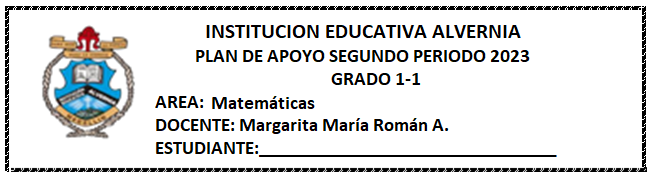 INSTITUCION EDUCATIVA ALVERNIA
PLAN DE APOYO SEGUNDO PERIODO 2023
GRADO 1-1
AREA: Matemáticas
DOCENTE: Margarita María Román A.
ESTUDIANTE:________________________________